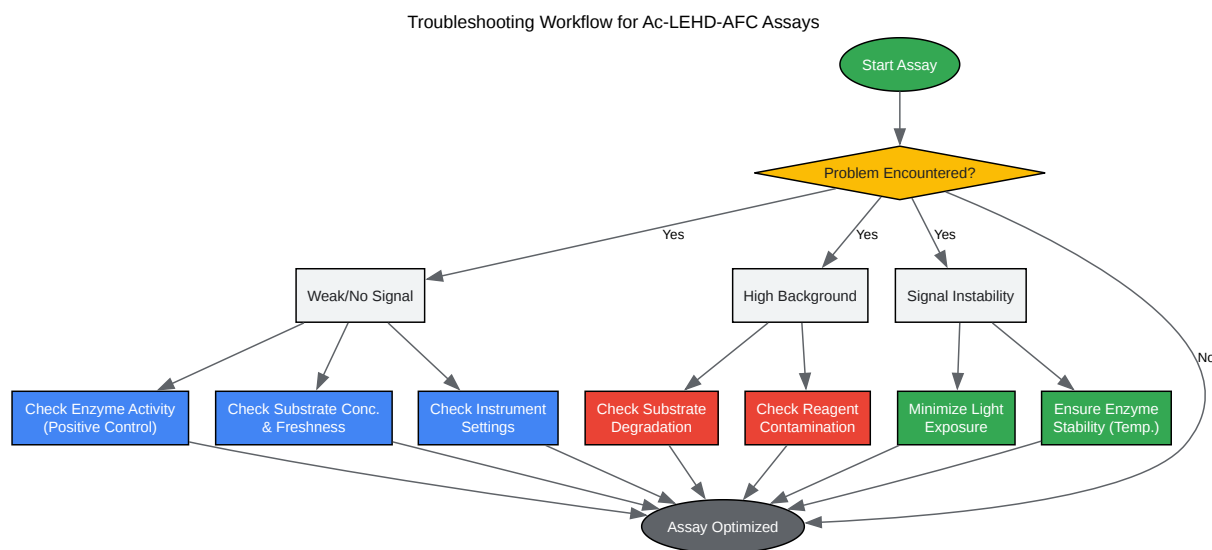 Troubleshooting Workflow for Ac-LEHD-AFC Assays
Start Assay
Problem Encountered?
Yes
Yes
Yes
No
Weak/No Signal
High Background
Signal Instability
Check Enzyme Activity
(Positive Control)
Check Substrate Conc.
& Freshness
Check Instrument
Settings
Check Substrate
Degradation
Check Reagent
Contamination
Minimize Light
Exposure
Ensure Enzyme
Stability (Temp.)
Assay Optimized